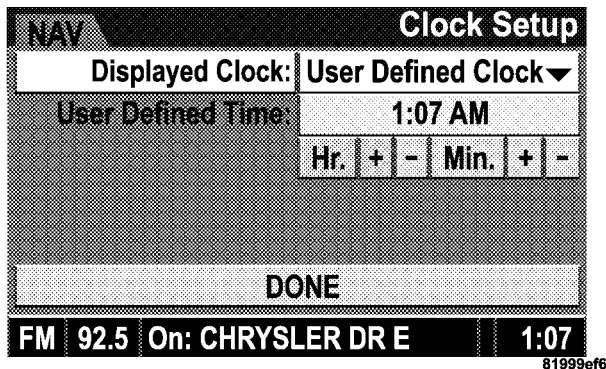 NAV Clock Setup
Displayed Clock: User Defined Clock
User Defined Time: 1:07 AM
Hr. + - Min. + -
DONE
FM 92.5 On: CHRYSLER DR E 1:07
81999ef6